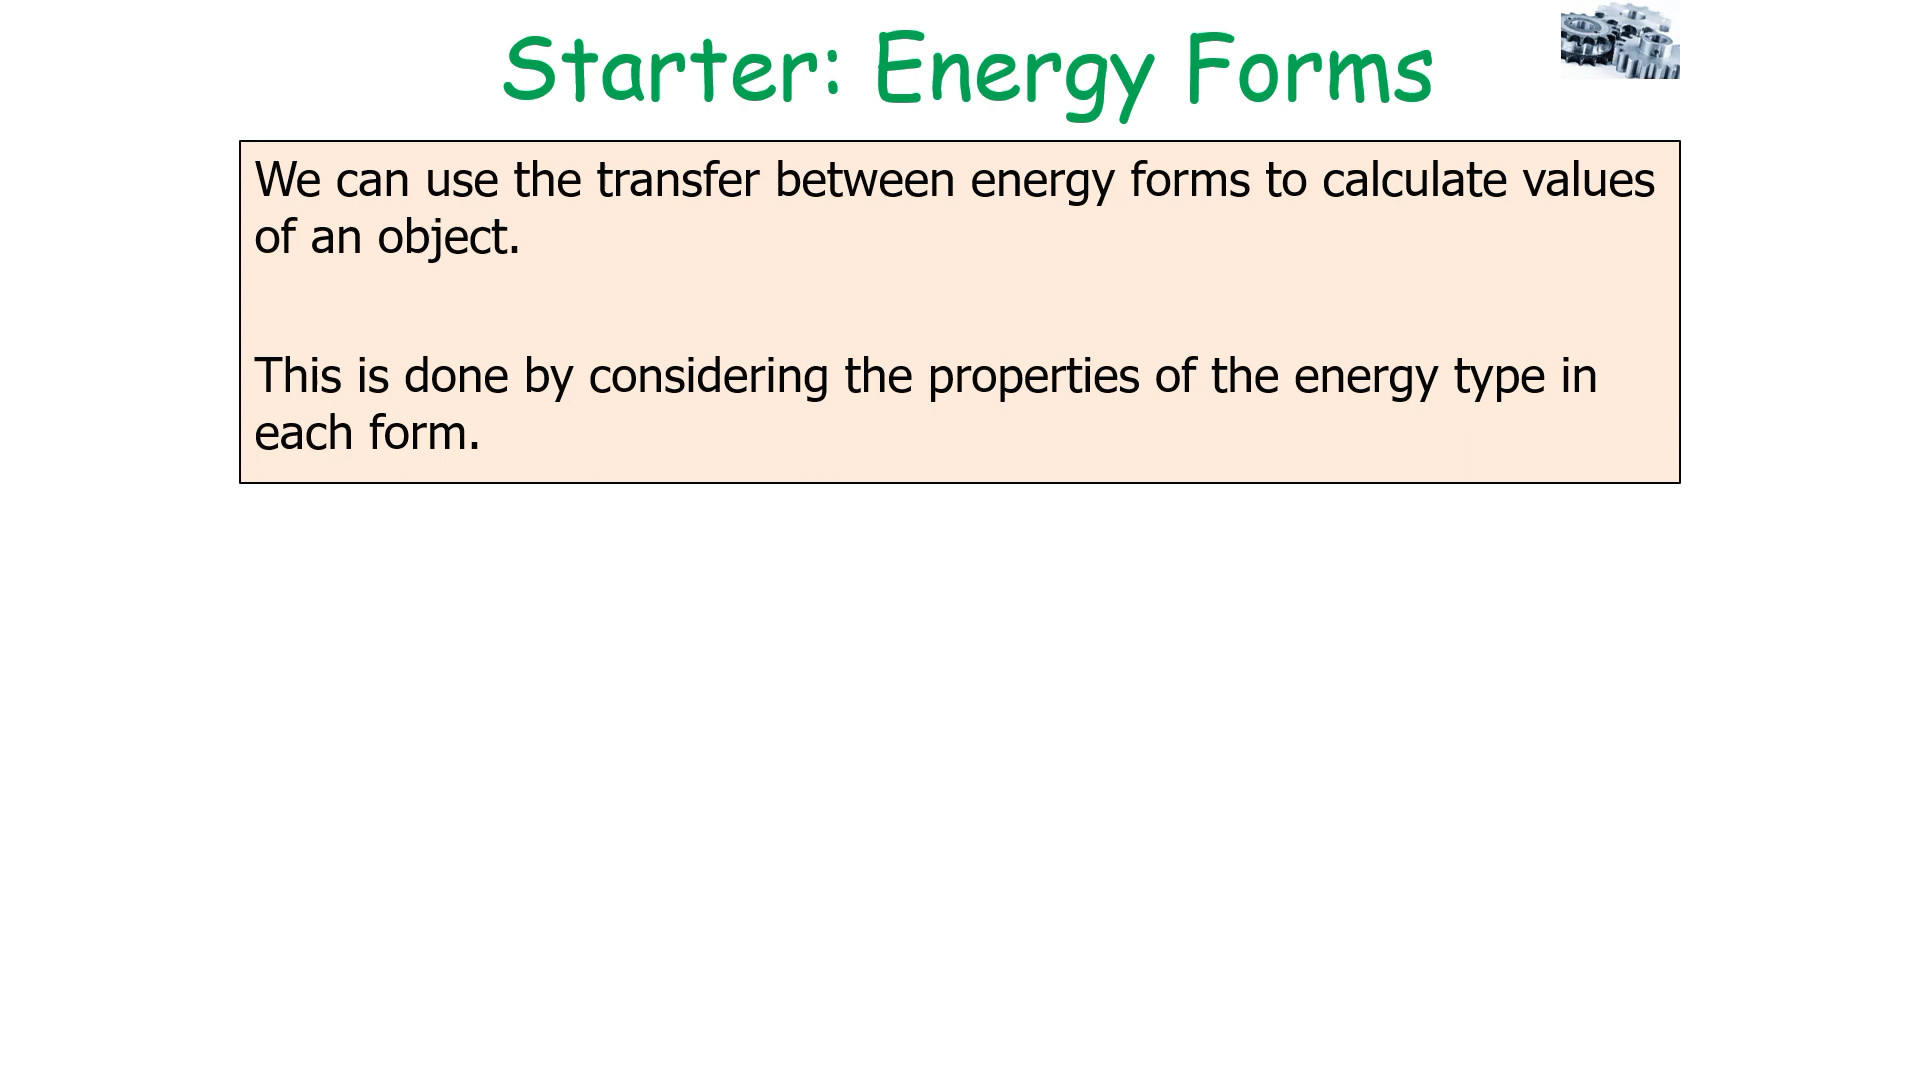 Starter: Energy Forms
We can use the transfer between energy forms to calculate values
of an object.
This is done by considering the properties of the energy type in
each form.